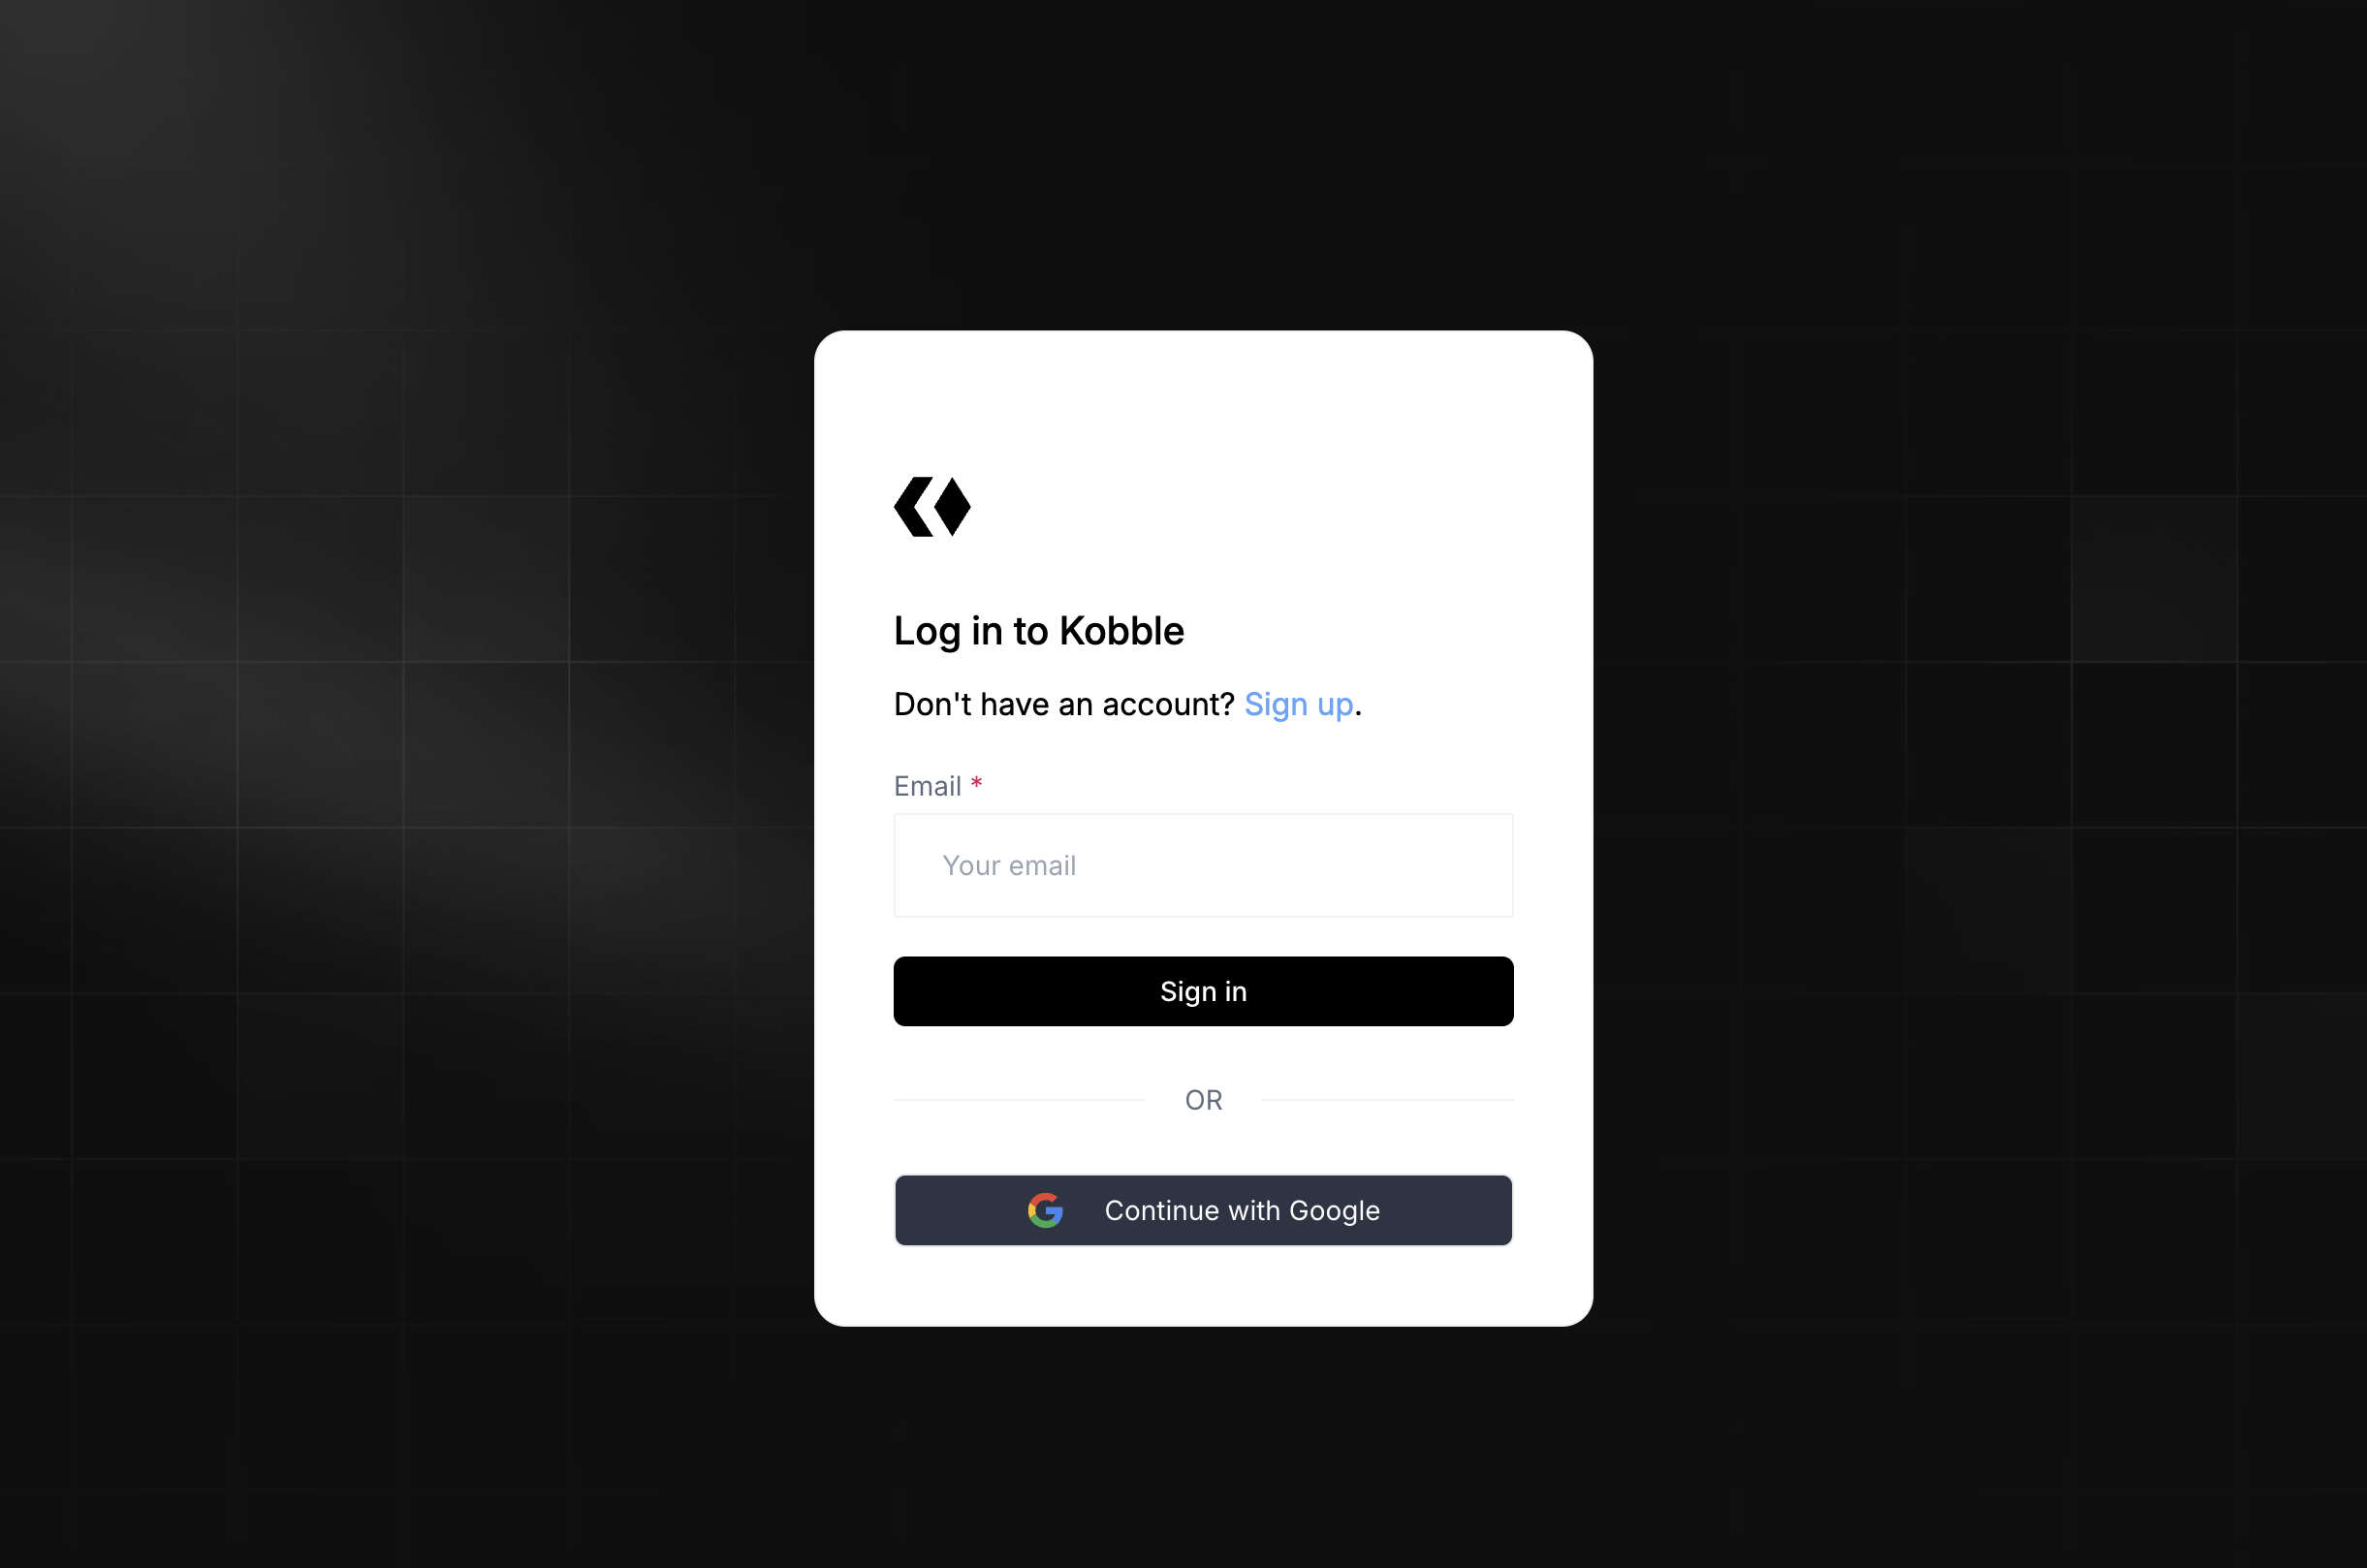 Log in to Kobble
Don't have an account? Sign up.
Email *
Your email
Sign in
OR
Continue with Google